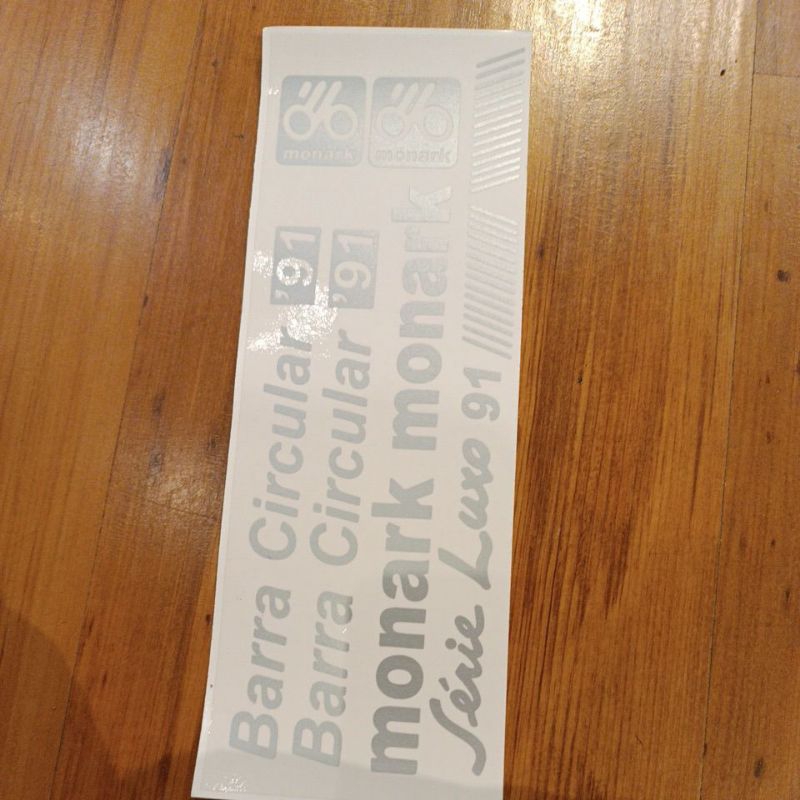 monark
monark
Barra Circular '91
Barra Circular '91
monark monark
Série Luxo 91